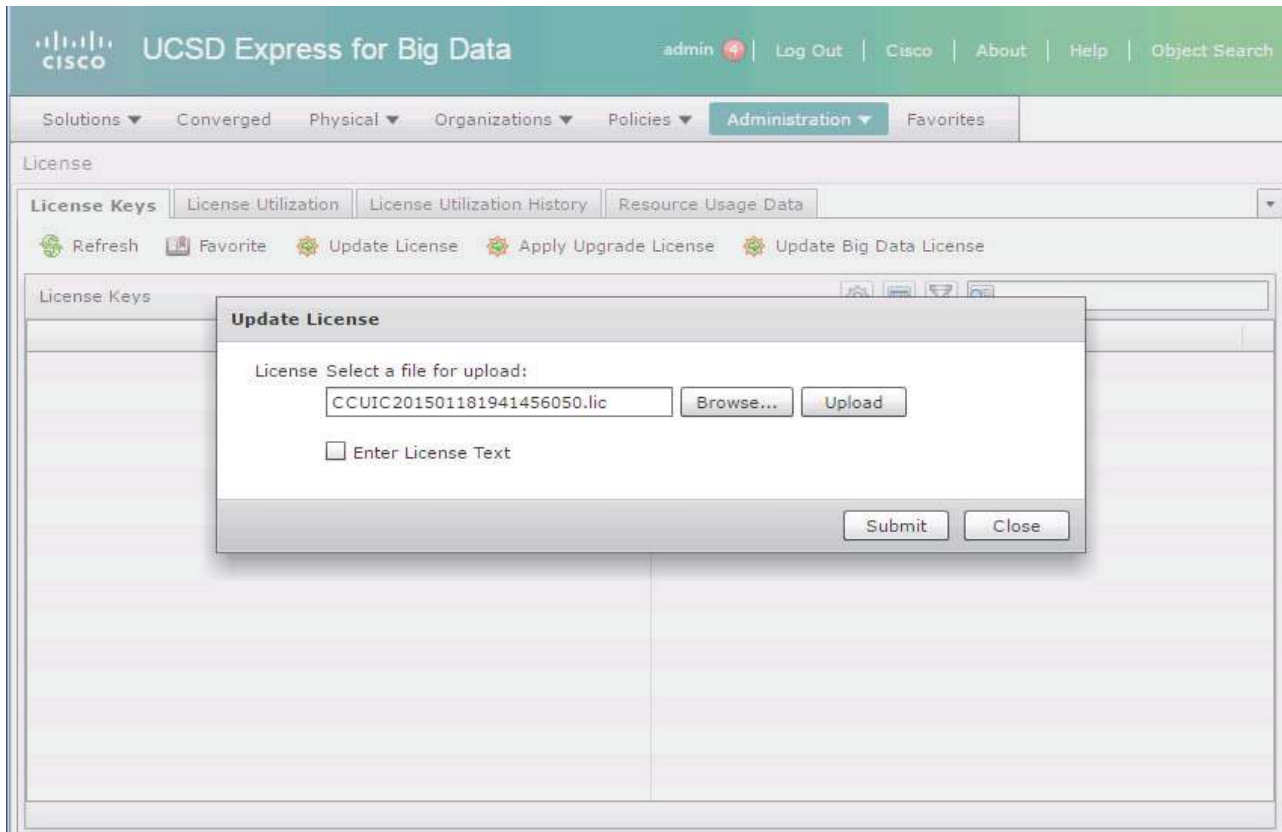 CISCO UCSD Express for Big Data admin 4 | Log Out | Cisco | About | Help | Object Search
Solutions Converged Physical Organizations Policies Administration Favorites
License
License Keys License Utilization License Utilization History Resource Usage Data
Refresh Favorite Update License Apply Upgrade License Update Big Data License
License Keys
Update License
License Select a file for upload:
CCUIC201501181941456050.lic Browse... Upload
Enter License Text
Submit Close